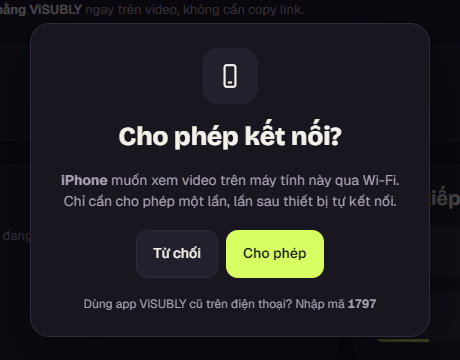 bằng ViSUBLY ngay trên video, không cần copy link.
Cho phép kết nối?
iPhone muốn xem video trên máy tính này qua Wi-Fi.
Chỉ cần cho phép một lần, lần sau thiết bị tự kết nối.
tiếp
đang
Từ chối
Cho phép
Dùng app ViSUBLY cũ trên điện thoại? Nhập mã 1797